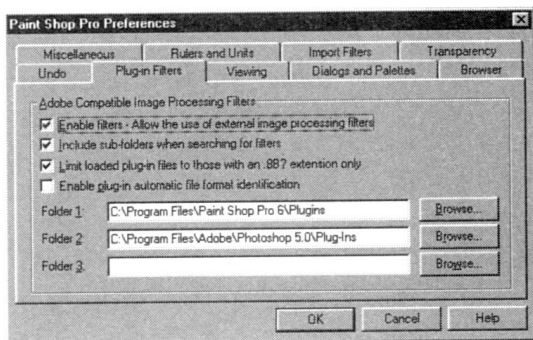 Paint Shop Pro Preferences
Miscellaneous Rulers and Units Import Filters Transparency
Undo Plug-in Filters Viewing Dialogs and Palettes Browser
Adobe Compatible Image Processing Filters
Enable filters - Allow the use of external image processing filters
Include sub-folders when searching for filters
Limit loaded plug-in files to those with an .8B? extension only
Enable plug-in automatic file format identification
Folder 1: C:\Program Files\Paint Shop Pro 6\Plugins Browse...
Folder 2: C:\Program Files\Adobe\Photoshop 5.0\Plug-Ins Browse...
Folder 3. Browse...
OK Cancel Help